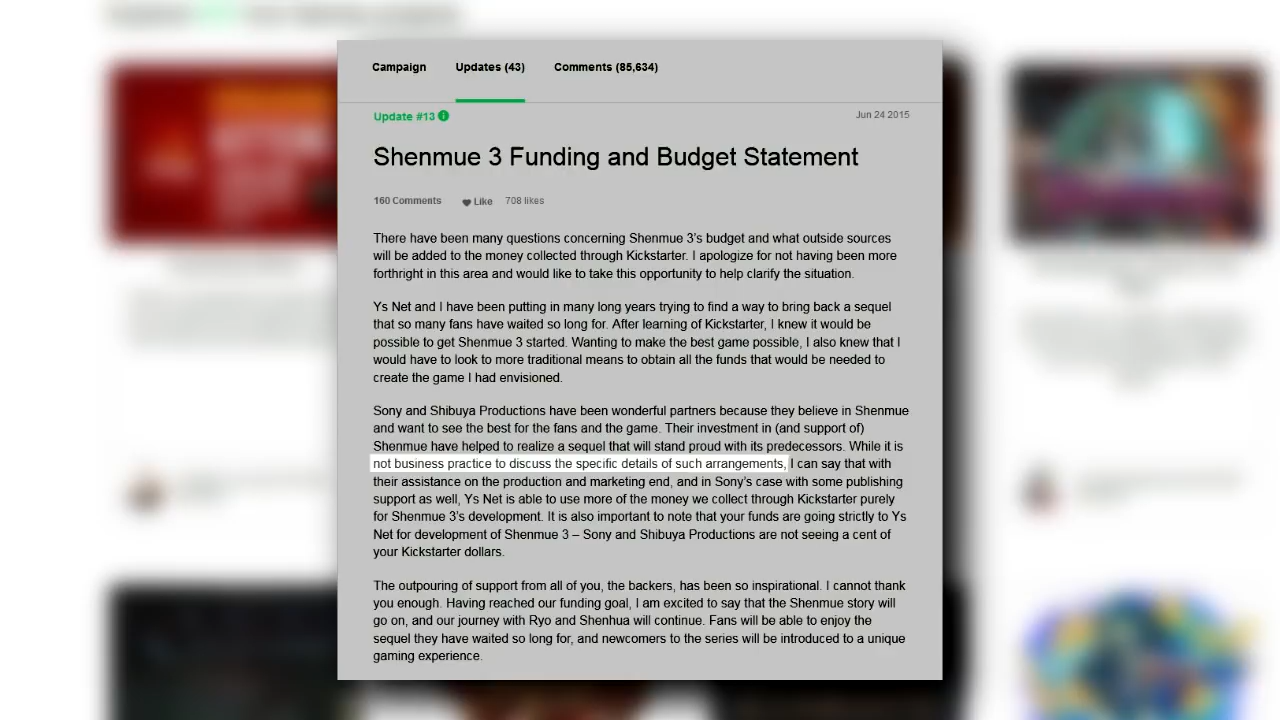 Campaign
Updates (43)
Comments (85,634)
Update #13
Jun 24 2015
Shenmue 3 Funding and Budget Statement
160 Comments
Like
708 likes
There have been many questions concerning Shenmue 3's budget and what outside sources
will be added to the money collected through Kickstarter. I apologize for not having been more
forthright in this area and would like to take this opportunity to help clarify the situation.
Ys Net and I have been putting in many long years trying to find a way to bring back a sequel
that so many fans have waited so long for. After learning of Kickstarter, I knew it would be
possible to get Shenmue 3 started. Wanting to make the best game possible, I also knew that I
would have to look to more traditional means to obtain all the funds that would be needed to
create the game I had envisioned.
Sony and Shibuya Productions have been wonderful partners because they believe in Shenmue
and want to see the best for the fans and the game. Their investment in (and support of)
Shenmue have helped to realize a sequel that will stand proud with its predecessors. While it is
not business practice to discuss the specific details of such arrangements, I can say that with
their assistance on the production and marketing end, and in Sony's case with some publishing
support as well, Ys Net is able to use more of the money we collect through Kickstarter purely
for Shenmue 3's development. It is also important to note that your funds are going strictly to Ys
Net for development of Shenmue 3 – Sony and Shibuya Productions are not seeing a cent of
your Kickstarter dollars.
The outpouring of support from all of you, the backers, has been so inspirational. I cannot thank
you enough. Having reached our funding goal, I am excited to say that the Shenmue story will
go on, and our journey with Ryo and Shenhua will continue. Fans will be able to enjoy the
sequel they have waited so long for, and newcomers to the series will be introduced to a unique
gaming experience.